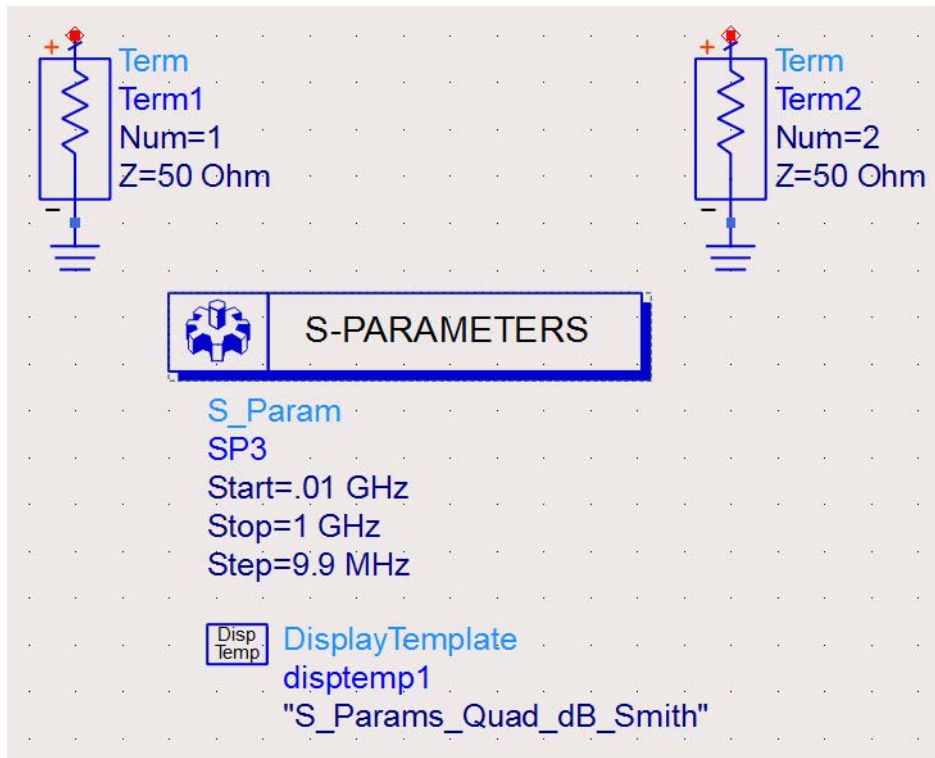 +
Term
Term1
Num=1
Z=50 Ohm
-
+
Term
Term2
Num=2
Z=50 Ohm
-
S-PARAMETERS
S_Param
SP3
Start=.01 GHz
Stop=1 GHz
Step=9.9 MHz
Disp
Temp
DisplayTemplate
disptemp1
"S_Params_Quad_dB_Smith"